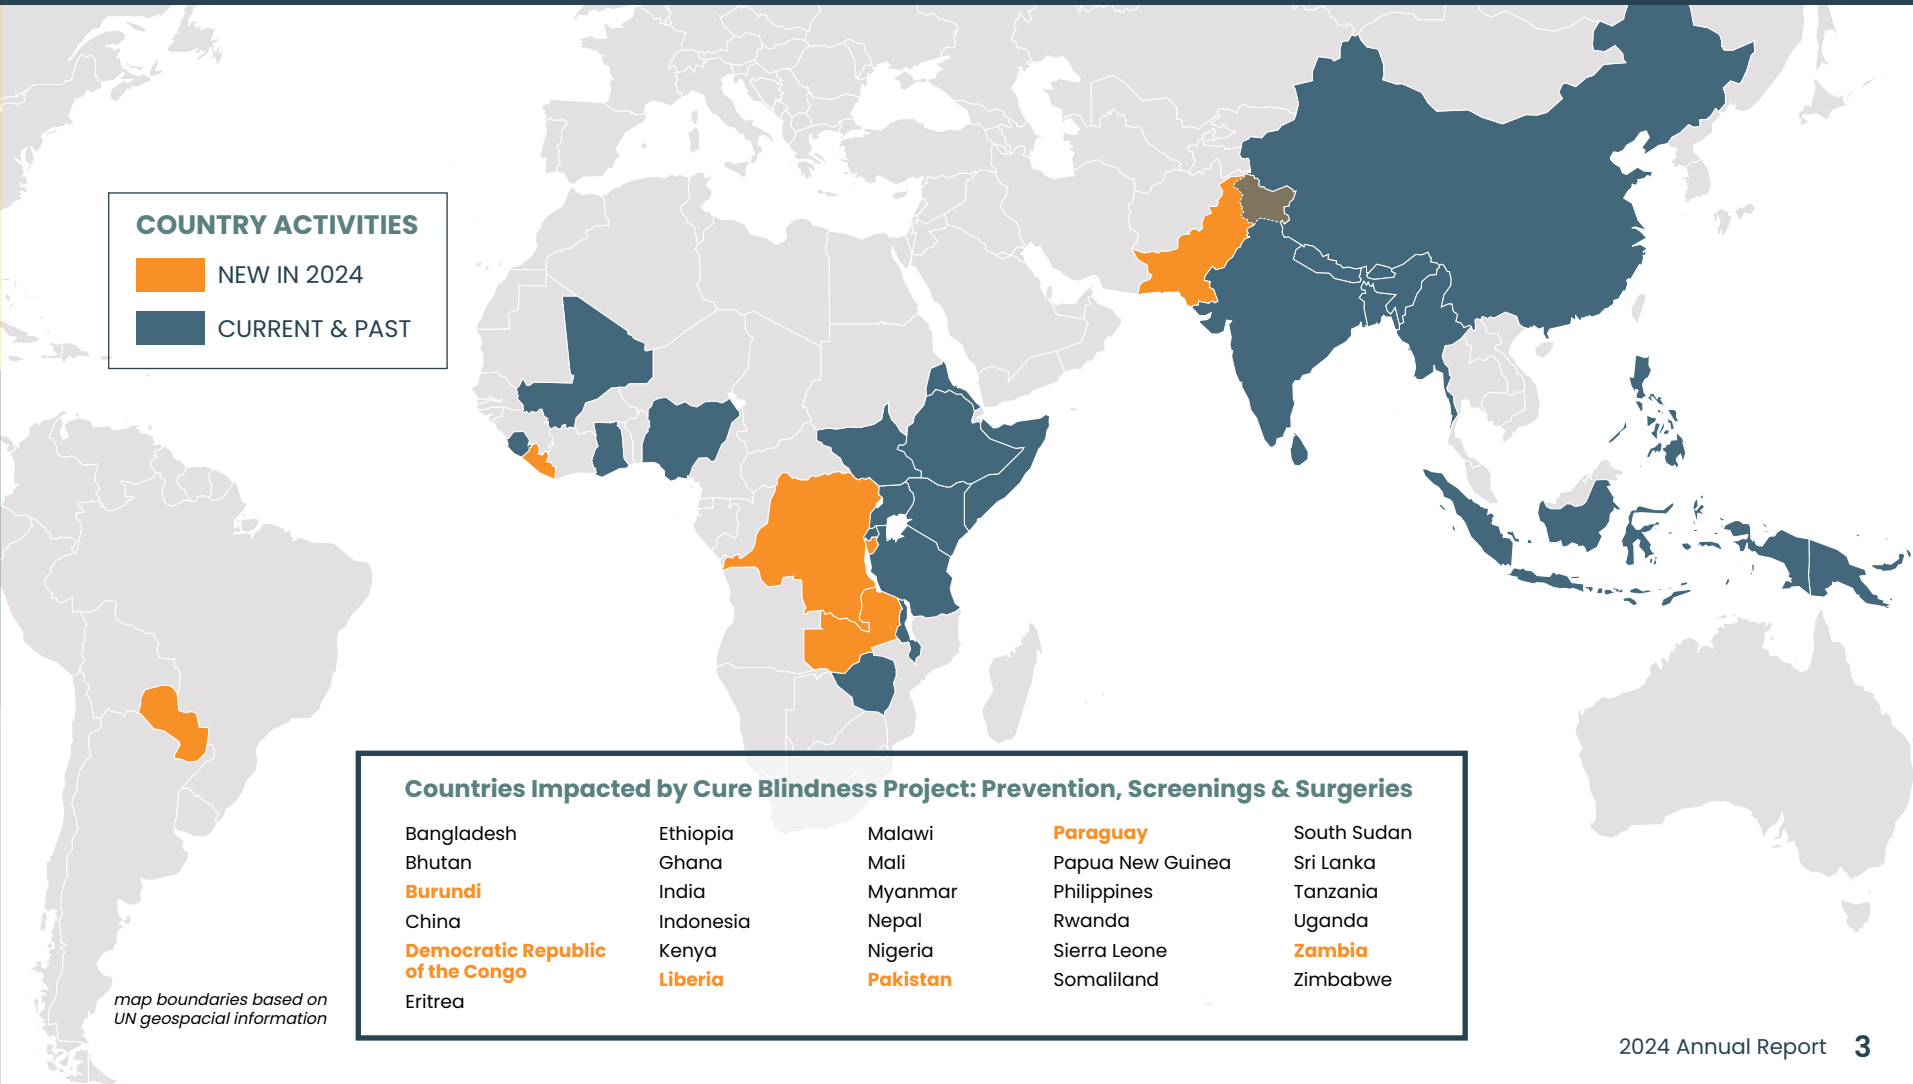 COUNTRY ACTIVITIES
NEW IN 2024
CURRENT & PAST
Countries Impacted by Cure Blindness Project: Prevention, Screenings & Surgeries
Bangladesh
Bhutan
Burundi
China
Democratic Republic
of the Congo
Eritrea
Ethiopia
Ghana
India
Indonesia
Kenya
Liberia
Malawi
Mali
Myanmar
Nepal
Nigeria
Pakistan
Paraguay
Papua New Guinea
Philippines
Rwanda
Sierra Leone
Somaliland
South Sudan
Sri Lanka
Tanzania
Uganda
Zambia
Zimbabwe
map boundaries based on
UN geospacial information
2024 Annual Report 3